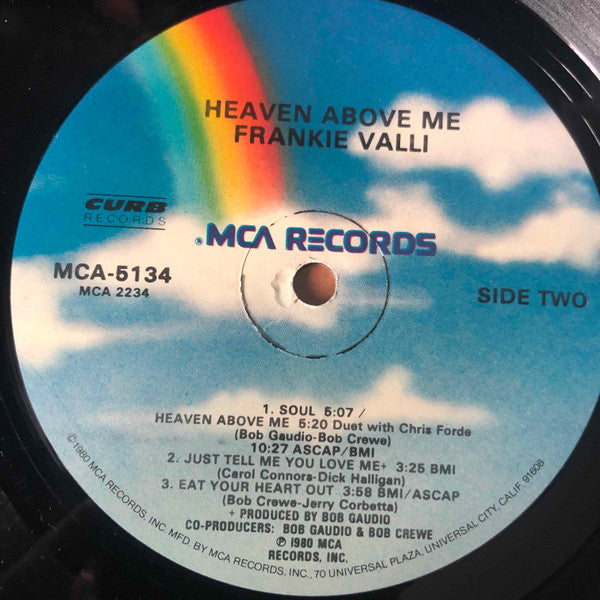 HEAVEN ABOVE ME
FRANKIE VALLI
CURB
RECORDS
® MCA RECORDS
MCA-5134
MCA 2234
SIDE TWO
1. SOUL 5:07 /
HEAVEN ABOVE ME 5:20 Duet with Chris Forde
(Bob Gaudio-Bob Crewe)
10:27 ASCAP/BMI
2. JUST TELL ME YOU LOVE ME+ 3:25 BMI
(Carol Connors-Dick Halligan)
3. EAT YOUR HEART OUT 3:58 BMI/ASCAP
(Bob Crewe-Jerry Corbetta)
+ PRODUCED BY BOB GAUDIO
CO-PRODUCERS: BOB GAUDIO & BOB CREWE
℗ 1980 MCA
RECORDS, INC.
©1980 MCA RECORDS, INC. MFD. BY MCA RECORDS, INC., 70 UNIVERSAL PLAZA, UNIVERSAL CITY, CALIF. 91608